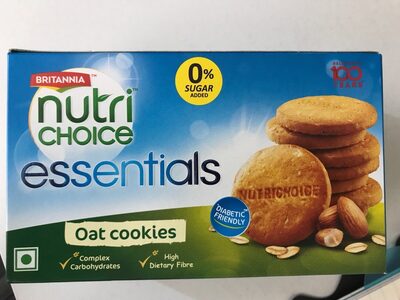 BRITANNIA
nutri
CHOICE
essentials
0%
SUGAR
ADDED
100
YEARS
NUTRICHOICE
DIABETIC
FRIENDLY
Oat cookies
Complex
Carbohydrates
High
Dietary Fibre